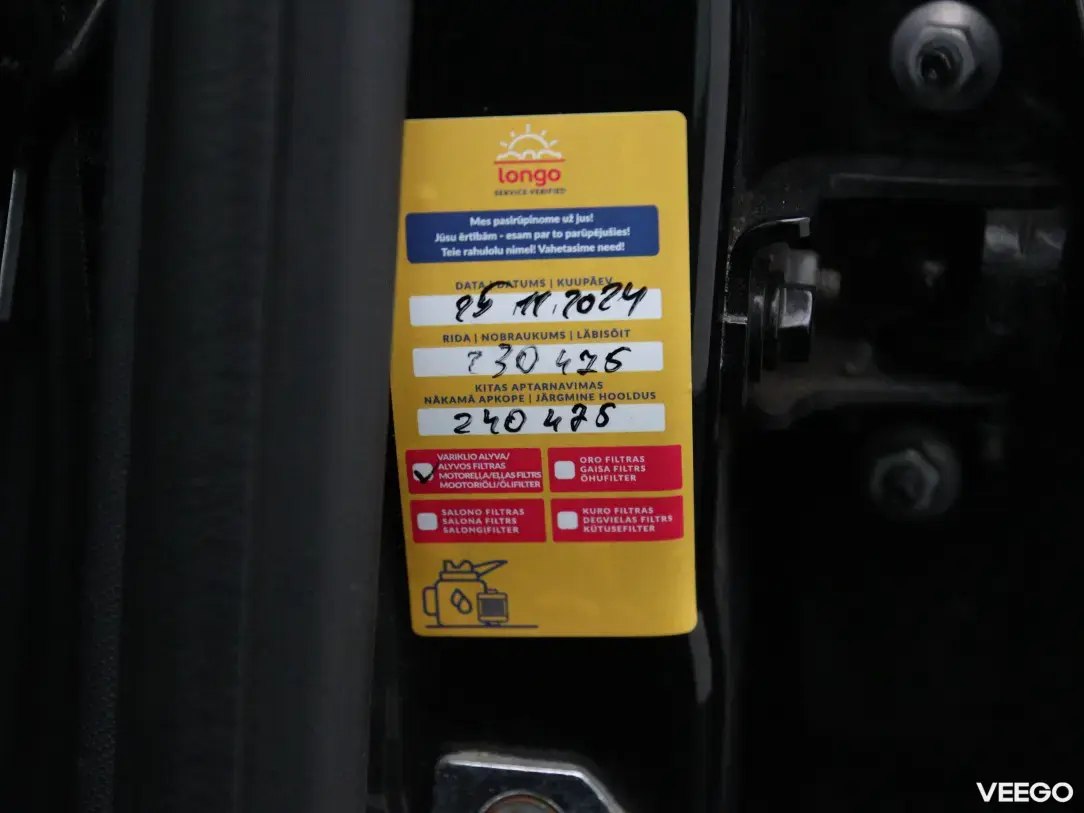 longo
SERVICE-VERIFIED
Mes pasirūpinome už jus!
Jūsu ērtībām - esam par to parūpējušies!
Teie rahulolu nimel! Vahetasime need!
DATA | DATUMS | KUUPÄEV
25 11.2024
RIDA | NOBRAUKUMS | LÄBISÕIT
230 475
KITAS APTARNAVIMAS
NĀKAMĀ APKOPE | JÄRGMINE HOOLDUS
240 475
VARIKLIO ALYVA/
ALYVOS FILTRAS
MOTORELLA/EĻĻAS FILTRS
MOOTORIÕLI/ÕLIFILTER
ORO FILTRAS
GAISA FILTRS
ÕHUFILTER
SALONO FILTRAS
SALONA FILTRS
SALONGIFILTER
KURO FILTRAS
DEGVIELAS FILTRS
KÜTUSEFILTER
VEEGO